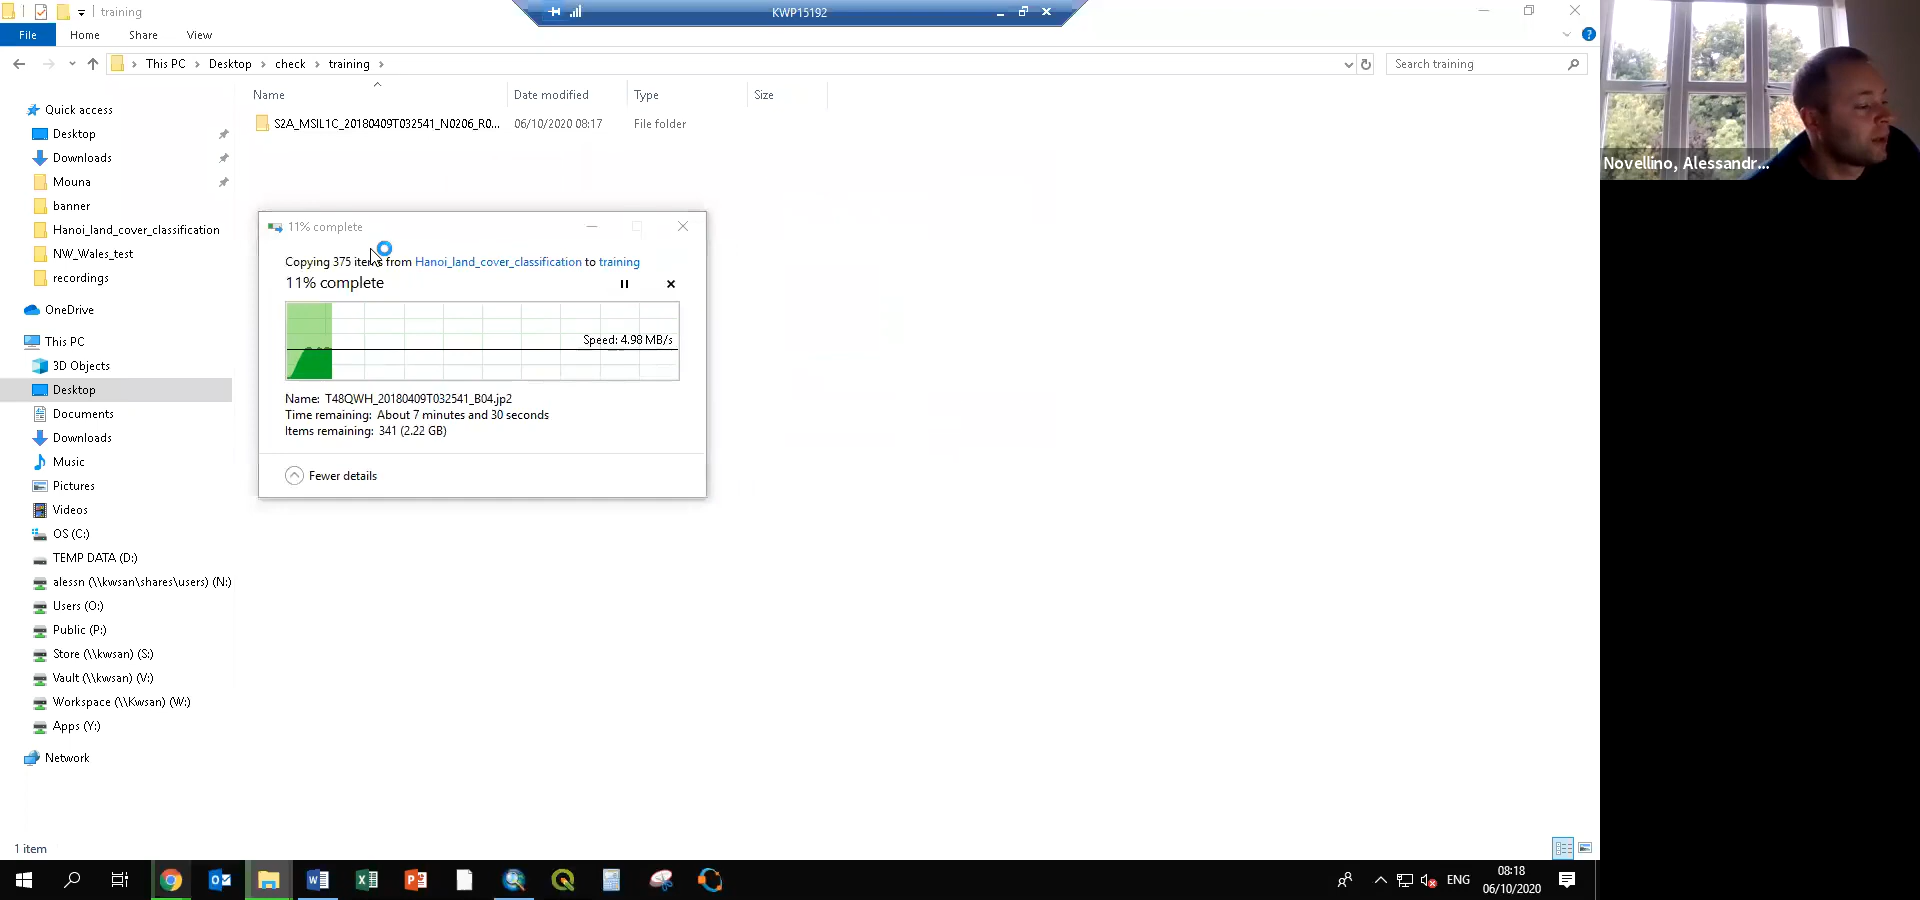 training
KWP15192
File
Home
Share
View
This PC
Desktop
check
training
Search training
Name
Date modified
Type
Size
Quick access
Desktop
Downloads
Mouna
banner
Hanoi_land_cover_classification
NW_Wales_test
recordings
OneDrive
This PC
3D Objects
Desktop
Documents
Downloads
Music
Pictures
Videos
OS (C:)
TEMP DATA (D:)
alessn (\\kwsan\shares\users) (N:)
Users (O:)
Public (P:)
Store (\\kwsan) (S:)
Vault (\\kwsan) (V:)
Workspace (\\Kwsan) (W:)
Apps (Y:)
Network
S2A_MSIL1C_20180409T032541_N0206_R0...
06/10/2020 08:17
File folder
11% complete
Copying 375 items from Hanoi_land_cover_classification to training
11% complete
Speed: 4.98 MB/s
Name: T48QWH_20180409T032541_B04.jp2
Time remaining: About 7 minutes and 30 seconds
Items remaining: 341 (2.22 GB)
Fewer details
Novellino, Alessandr...
1 item
ENG
08:18
06/10/2020